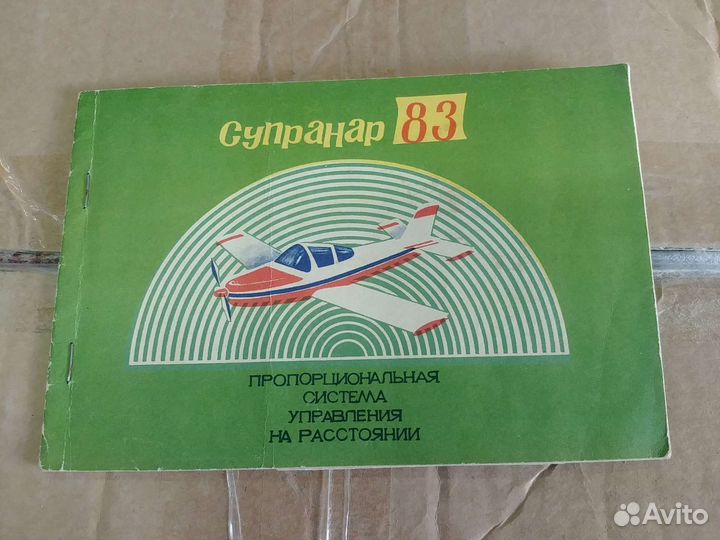 Супранар 83
ПРОПОРЦИОНАЛЬНАЯ
СИСТЕМА
УПРАВЛЕНИЯ
НА РАССТОЯНИИ
Avito